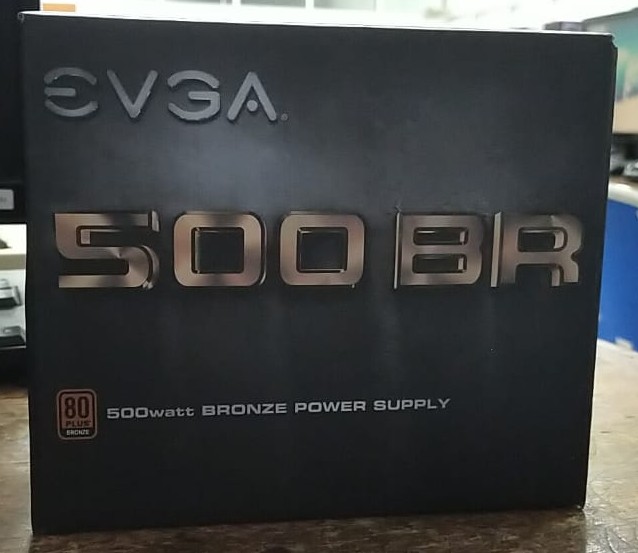 EVGA.
500 BR
80
PLUS
BRONZE
500watt BRONZE POWER SUPPLY